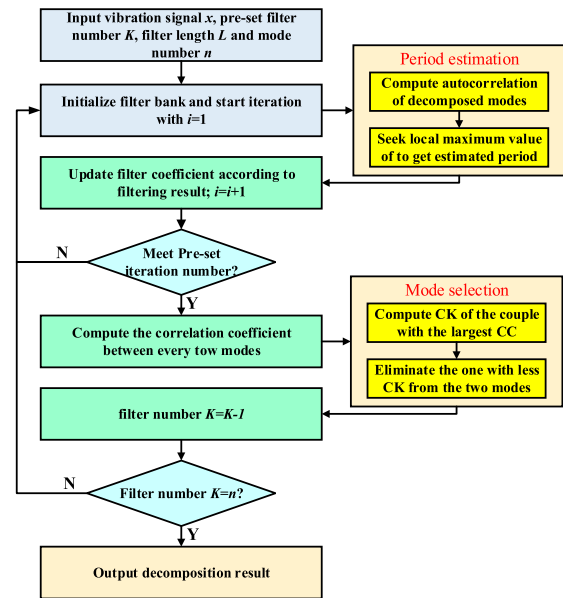 Input vibration signal x, pre-set filter
number K, filter length L and mode
number n
Period estimation
Initialize filter bank and start iteration
with i=1
Compute autocorrelation
of decomposed modes
Seek local maximum value
of to get estimated period
Update filter coefficient according to
filtering result; i=i+1
N
Meet Pre-set
iteration number?
Y
Mode selection
Compute the correlation coefficient
between every tow modes
Compute CK of the couple
with the largest CC
Eliminate the one with less
CK from the two modes
filter number K=K-1
N
Filter number K=n?
Y
Output decomposition result